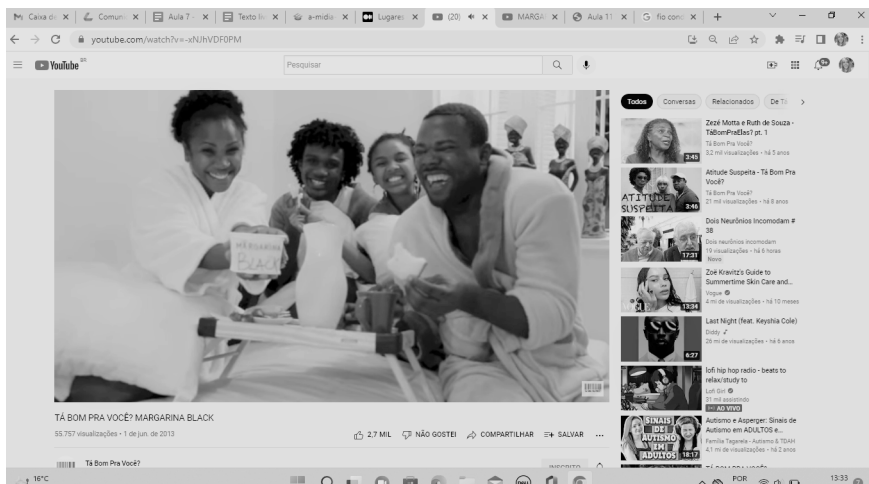 Caixa de
Comuni
Aula 7 -
Texto liv
a-midia-
Lugares
(20)
MARGA
Aula 11
fio cond
youtube.com/watch?v=-xNJhVDF0PM
YouTube BR
Pesquisar
9+
MARGARINA
BLACK
TÁ BOM PRA VOCÊ? MARGARINA BLACK
55.757 visualizações • 1 de jun. de 2013
2,7 MIL
NÃO GOSTEI
COMPARTILHAR
SALVAR
Tá Bom Pra Você?
INSCRITO
Todos
Conversas
Relacionados
De Tá
Zezé Motta e Ruth de Souza -
TáBomPraElas? pt. 1
Tá Bom Pra Você?
3,2 mil visualizações • há 5 anos
3:45
Atitude Suspeita - Tá Bom Pra
Você?
Tá Bom Pra Você?
21 mil visualizações • há 8 anos
ATITUDE
SUSPEITA
3:46
Dois Neurônios Incomodam #
38
Dois neurônios incomodam
19 visualizações • há 6 horas
Novo
17:31
Zoë Kravitz's Guide to
Summertime Skin Care and...
Vogue
4 mi de visualizações • há 10 meses
VOGUE
13:34
Last Night (feat. Keyshia Cole)
Diddy
26 mi de visualizações • há 6 anos
6:27
lofi hip hop radio - beats to
relax/study to
Lofi Girl
31 mil assistindo
AO VIVO
Autismo e Asperger: Sinais de
Autismo em ADULTOS e...
Família Tagarela - Autismo & TDAH
4,1 mi de visualizações • há 2 anos
SINAIS
DE
AUTISMO
EM
ADULTOS
18:17
16°C
DELL
POR
13:33